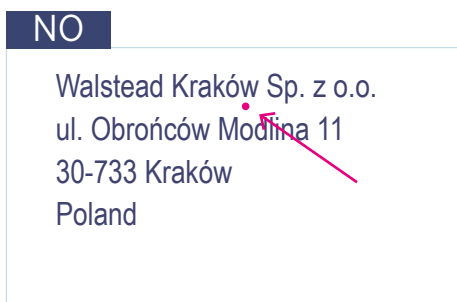 NO
Walstead Kraków Sp. z o.o.
ul. Obrońców Modlina 11
30-733 Kraków
Poland